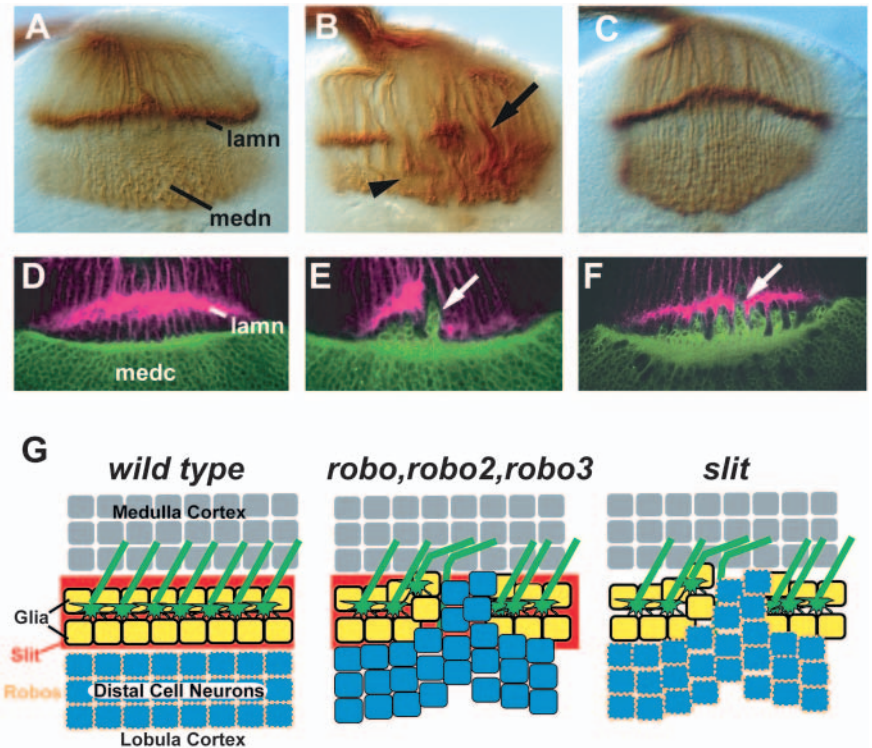 A
B
C
lamn
medn
D
E
F
lamn
medc
G
wild type
robo,robo2,robo3
slit
Medulla Cortex
Glia
Slit
Robos
Distal Cell Neurons
Lobula Cortex